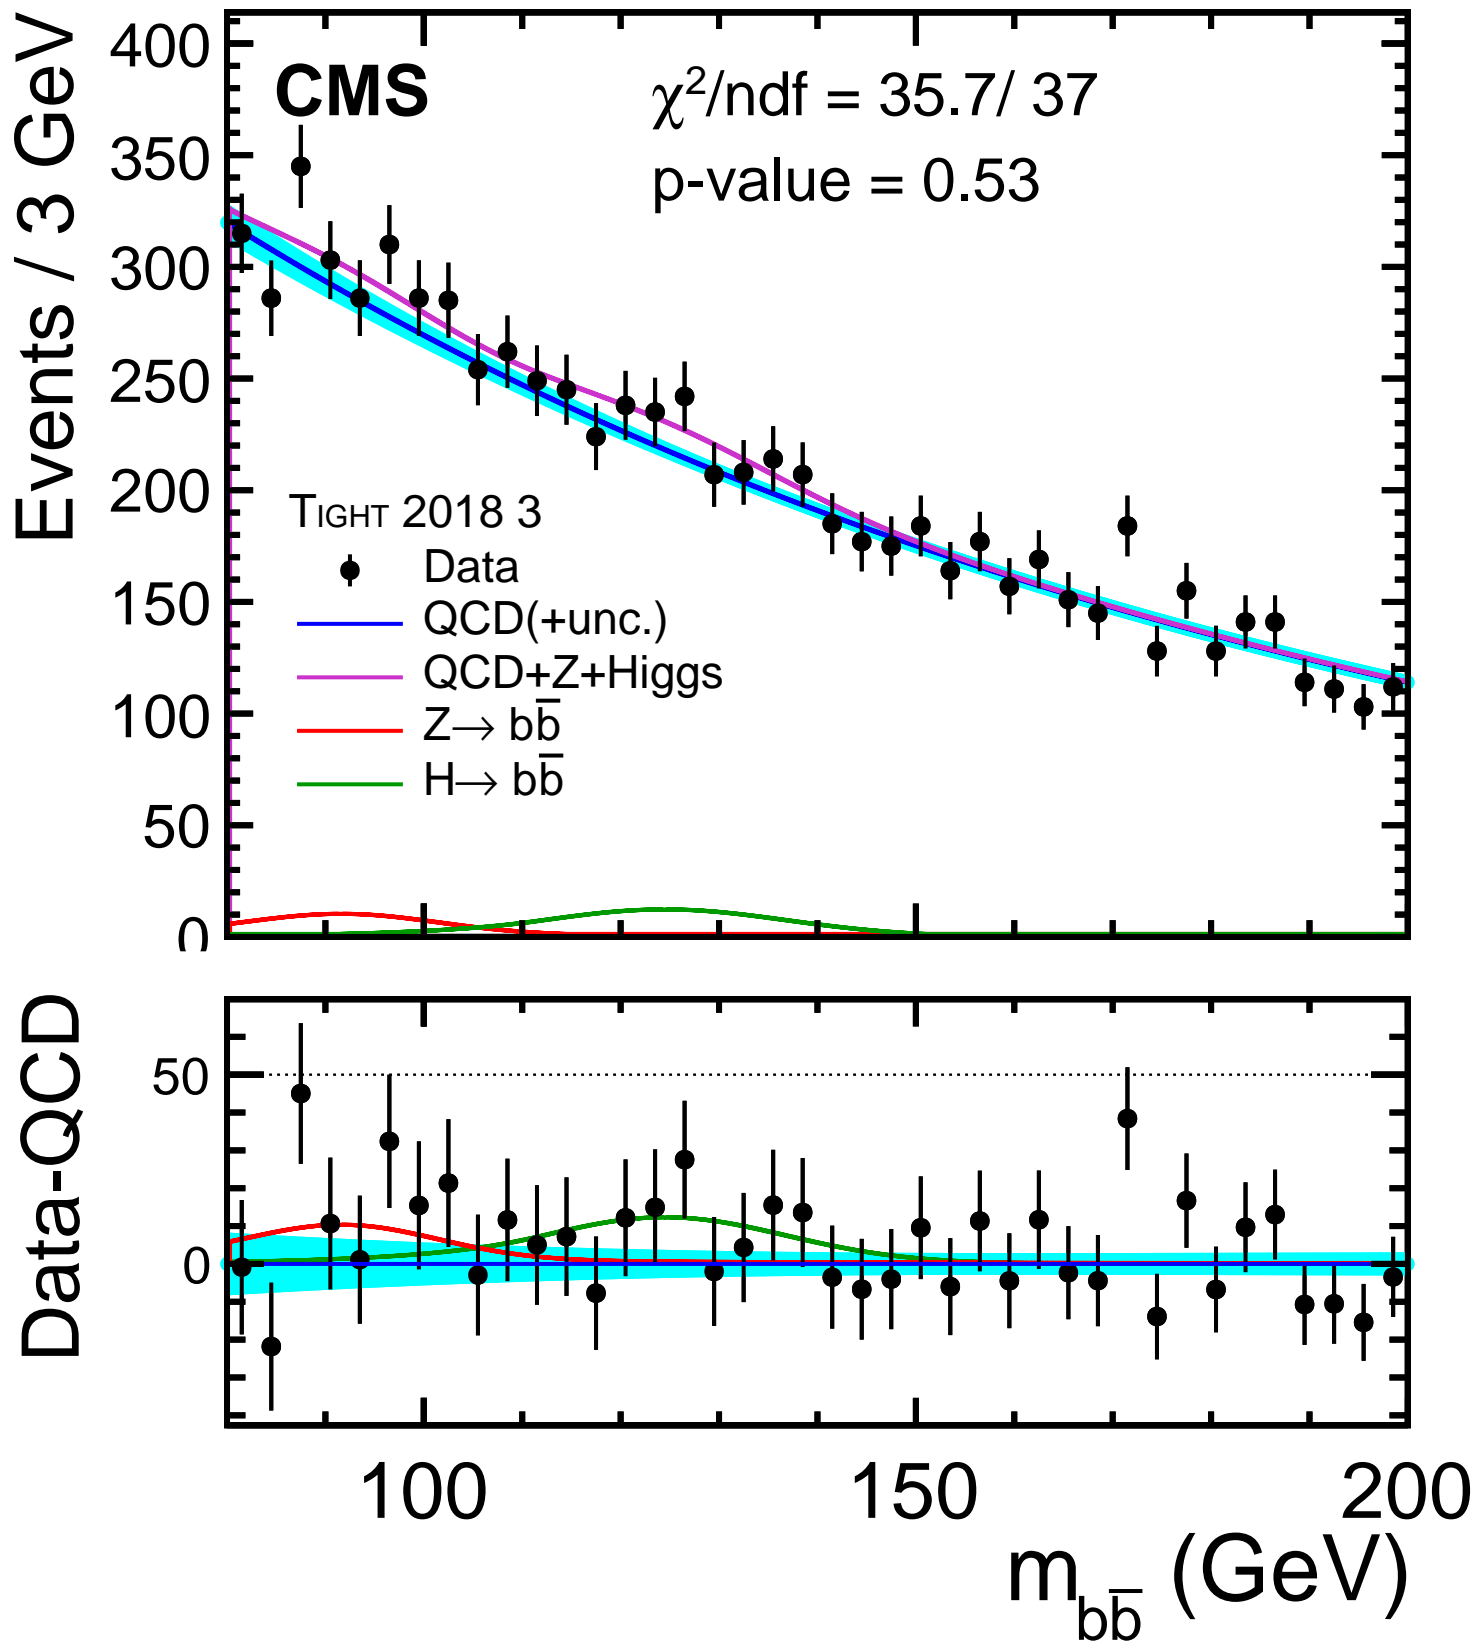 Events / 3 GeV
400
350
300
250
200
150
100
50
0
CMS
χ²/ndf = 35.7/ 37
p-value = 0.53
TIGHT 2018 3
Data
QCD(+unc.)
QCD+Z+Higgs
Z→ bb̅
H→ bb̅
Data-QCD
50
0
100
150
200
m_bb̅ (GeV)